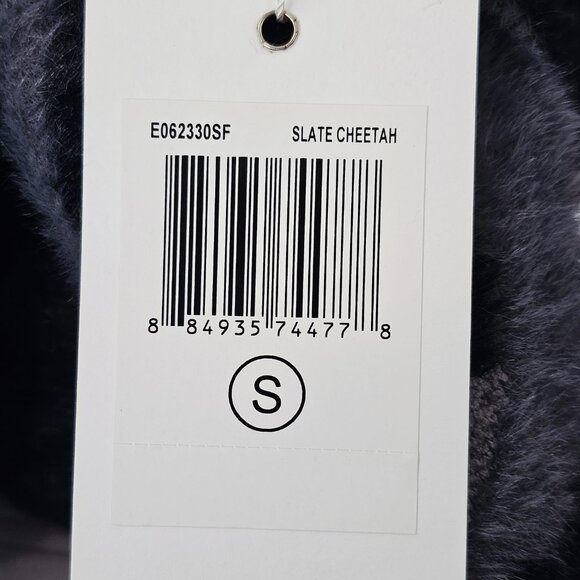 E062330SF SLATE CHEETAH
8 84935 74477 8
S